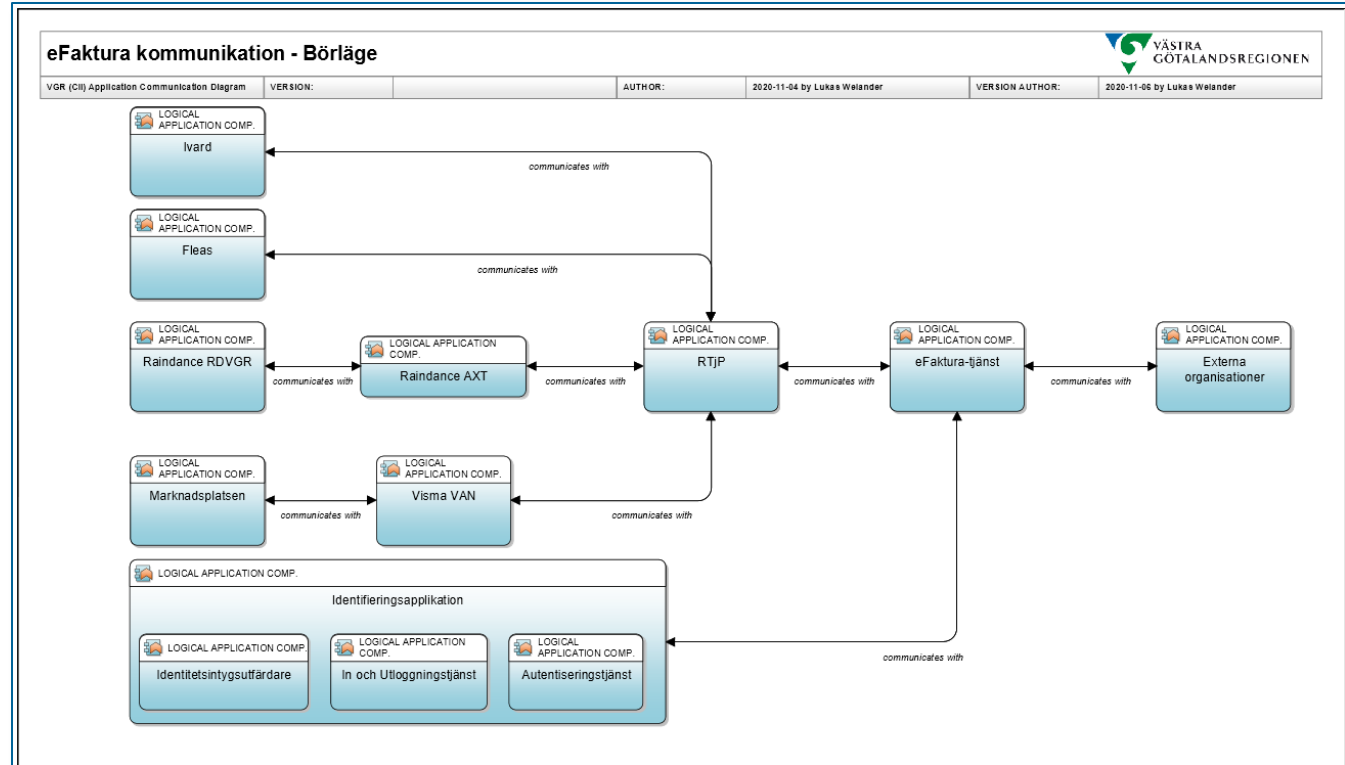 eFaktura kommunikation - Börläge
VÄSTRA
GÖTALANDSREGIONEN
VGR (CII) Application Communication Diagram
VERSION:
AUTHOR:
2020-11-04 by Lukas Welander
VERSION AUTHOR:
2020-11-06 by Lukas Welander
LOGICAL
APPLICATION COMP.
Ivard
communicates with
LOGICAL
APPLICATION COMP.
Fleas
communicates with
LOGICAL
APPLICATION COMP.
Raindance RDVGR
communicates with
LOGICAL APPLICATION
COMP.
Raindance AXT
communicates with
LOGICAL
APPLICATION COMP.
RTjP
communicates with
LOGICAL
APPLICATION COMP.
eFaktura-tjänst
communicates with
LOGICAL
APPLICATION COMP.
Externa
organisationer
LOGICAL
APPLICATION COMP.
Marknadsplatsen
communicates with
LOGICAL
APPLICATION COMP.
Visma VAN
communicates with
LOGICAL APPLICATION COMP.
Identifieringsapplikation
LOGICAL APPLICATION COMP.
Identitetsintygsutfärdare
LOGICAL APPLICATION
COMP.
In och Utloggningstjänst
LOGICAL
APPLICATION COMP.
Autentiseringstjänst
communicates with